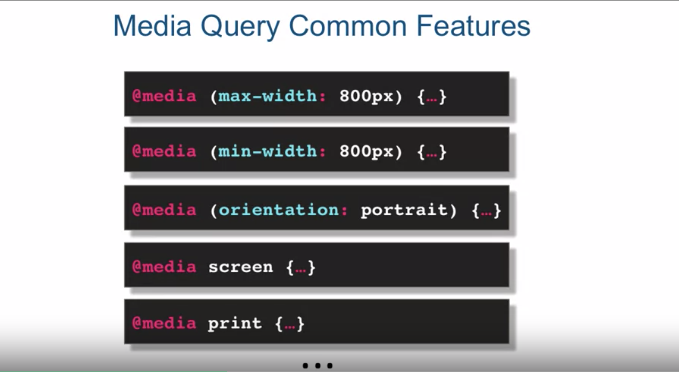 Media Query Common Features
@media (max-width: 800px) {…}
@media (min-width: 800px) {…}
@media (orientation: portrait) {…}
@media screen {…}
@media print {…}
...